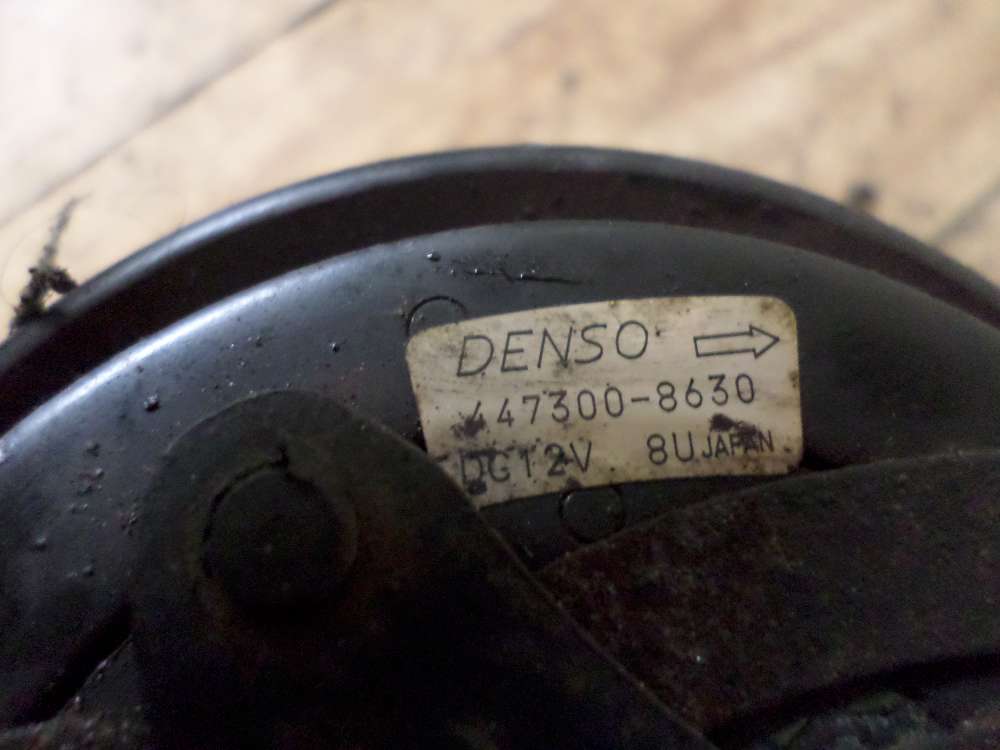 DENSO
447300-8630
DC12V 8U JAPAN